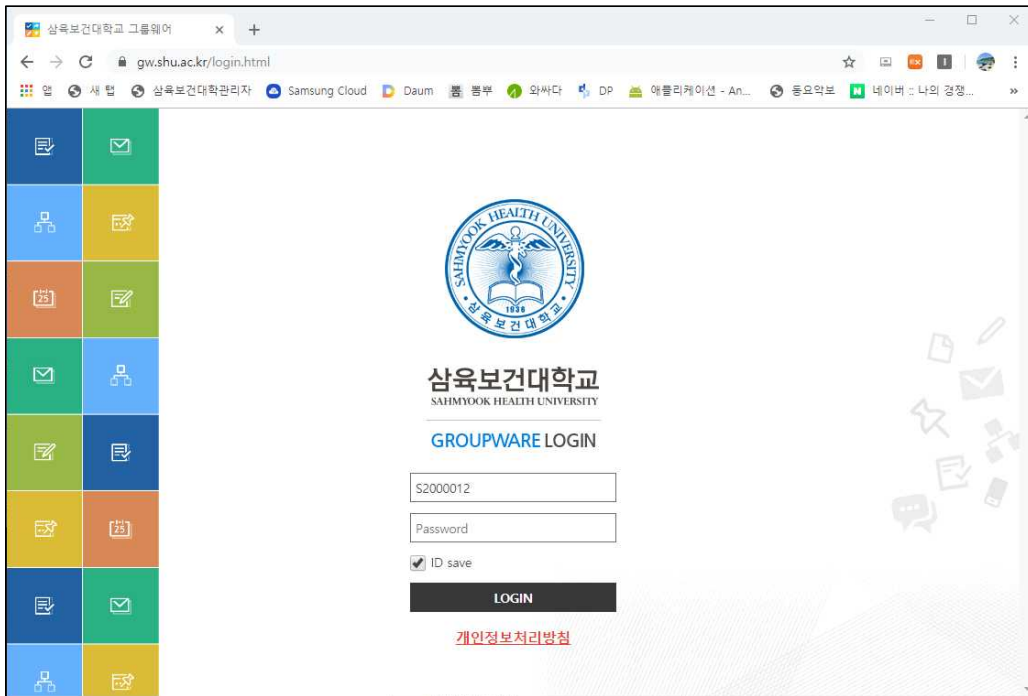 삼육보건대학교 그룹웨어
gw.shu.ac.kr/login.html
앱 새 탭 삼육보건대학관리자 Samsung Cloud Daum 뽐 뽐뿌 와싸다 DP 애플리케이션 - An... 동요악보 N 네이버 :: 나의 경쟁... »
25
SAHMYOOK HEALTH UNIVERSITY
1936
삼육보건대학교
삼육보건대학교
SAHMYOOK HEALTH UNIVERSITY
GROUPWARE LOGIN
S2000012
Password
25
ID save
LOGIN
개인정보처리방침